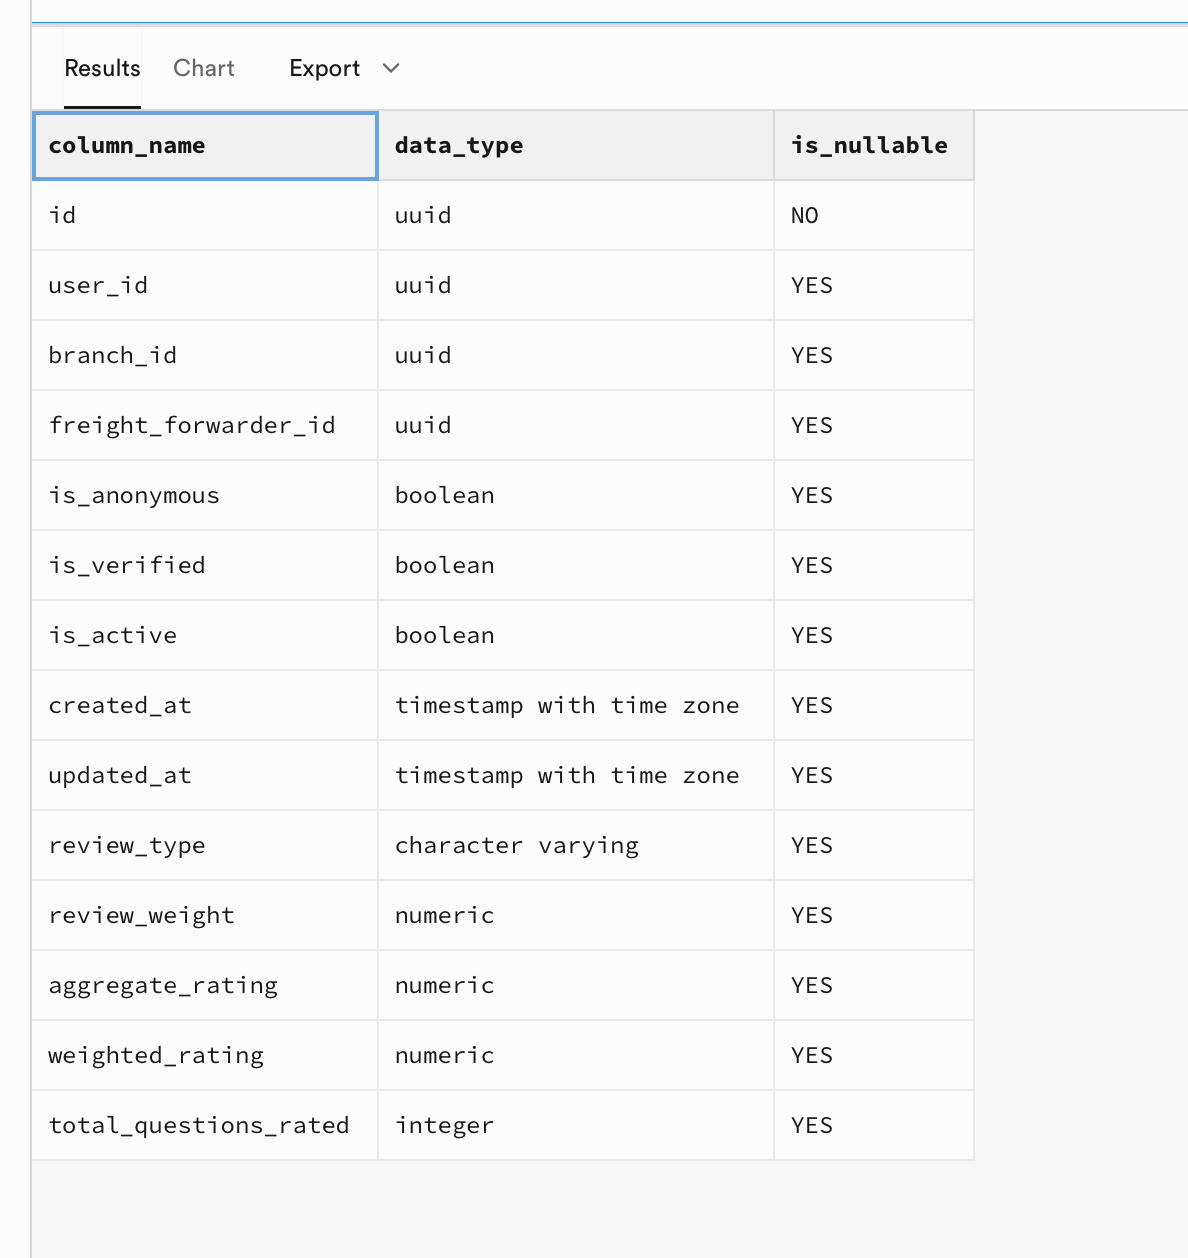 Results Chart Export
column_name data_type is_nullable
id uuid NO
user_id uuid YES
branch_id uuid YES
freight_forwarder_id uuid YES
is_anonymous boolean YES
is_verified boolean YES
is_active boolean YES
created_at timestamp with time zone YES
updated_at timestamp with time zone YES
review_type character varying YES
review_weight numeric YES
aggregate_rating numeric YES
weighted_rating numeric YES
total_questions_rated integer YES